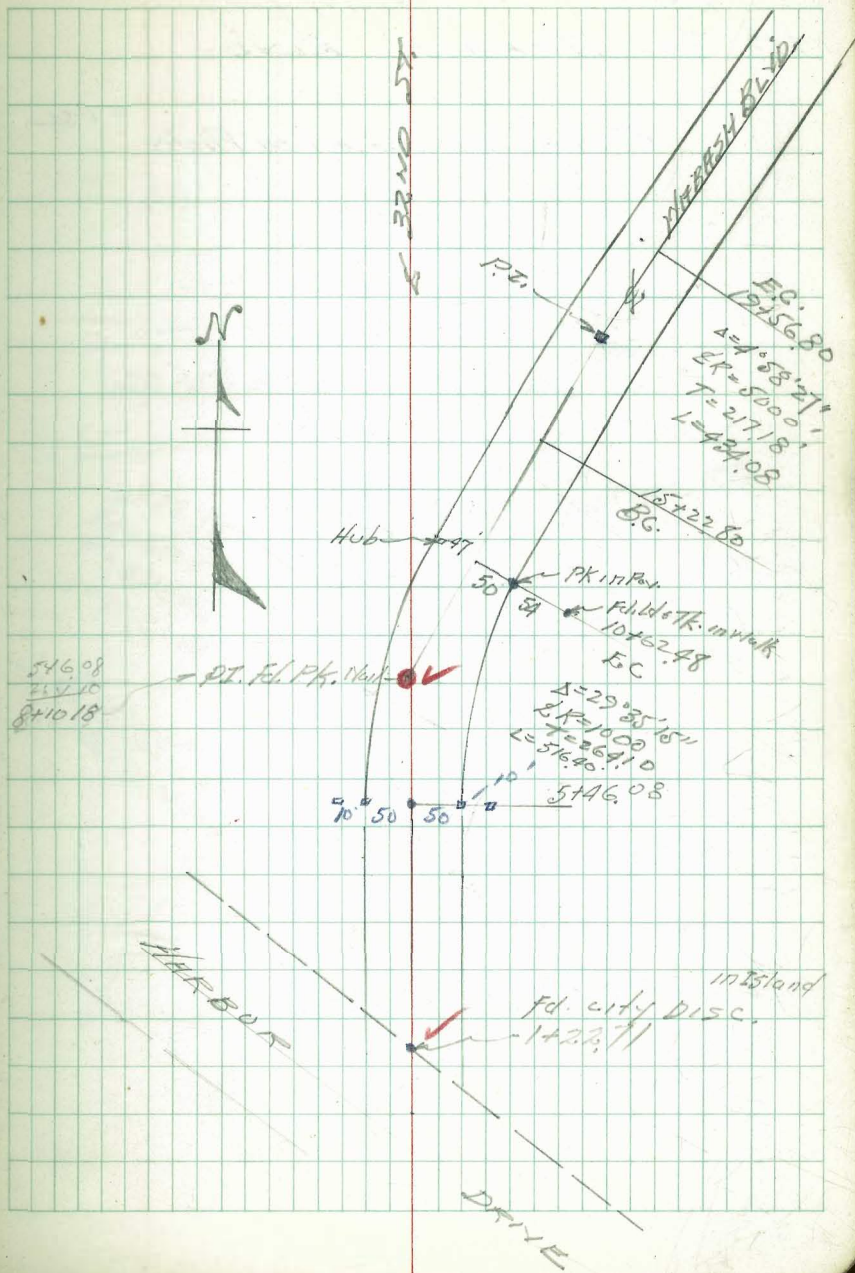 ℄ 32ND ST.
WABASH BLVD.
℄
P.I.
E.C.
19+56.80
Δ=4°58'27"
℄R=5000'
T=217.18'
L=434.08
15+22.80
B.C.
N
Hub
47'
50
54
PK in Pav.
Fd. Ld & Tk. in walk
10+62.48
E.C
Δ=29°35'15"
℄R=1000
T=264.10
L=516.40
546.08
264.10
8+10 18
P.I. Fd. PK. Nail
10'
5+46.08
10' 50 50
HARBOR
in Island
Fd. City DISC.
1+22.71
DRIVE